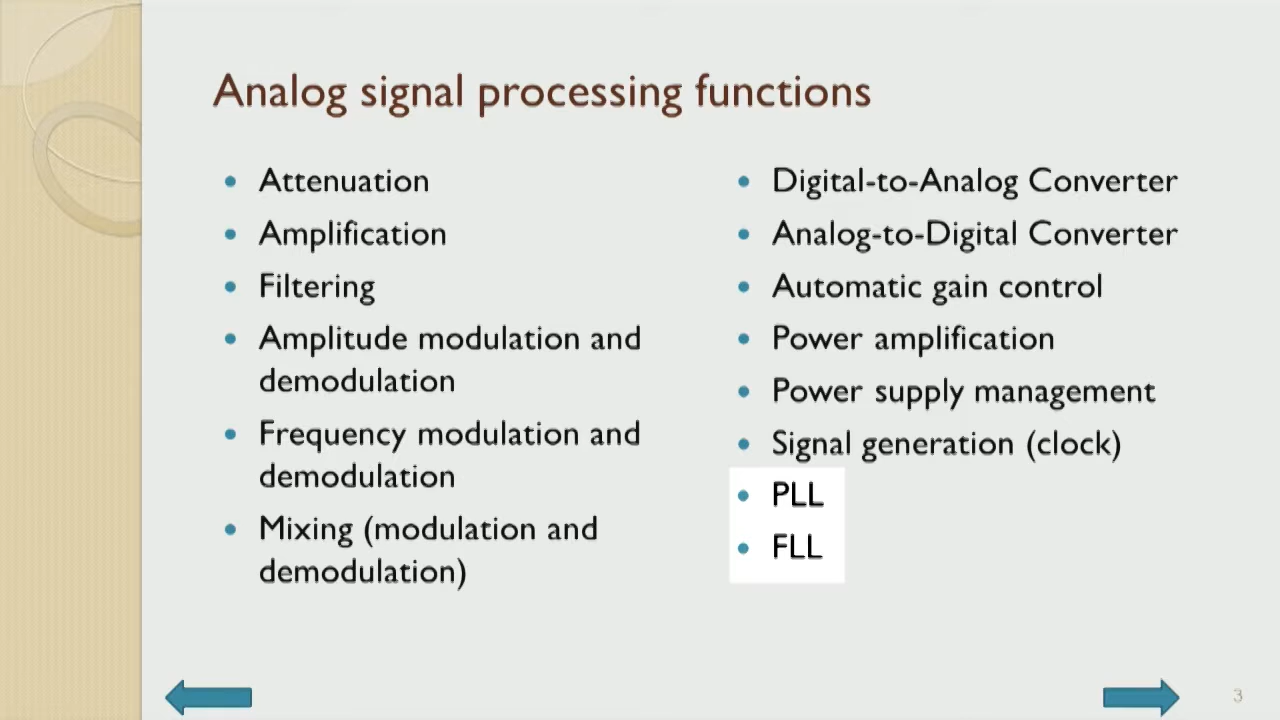 Analog signal processing functions
• Attenuation
• Amplification
• Filtering
• Amplitude modulation and
demodulation
• Frequency modulation and
demodulation
• Mixing (modulation and
demodulation)
• Digital-to-Analog Converter
• Analog-to-Digital Converter
• Automatic gain control
• Power amplification
• Power supply management
• Signal generation (clock)
• PLL
• FLL
3